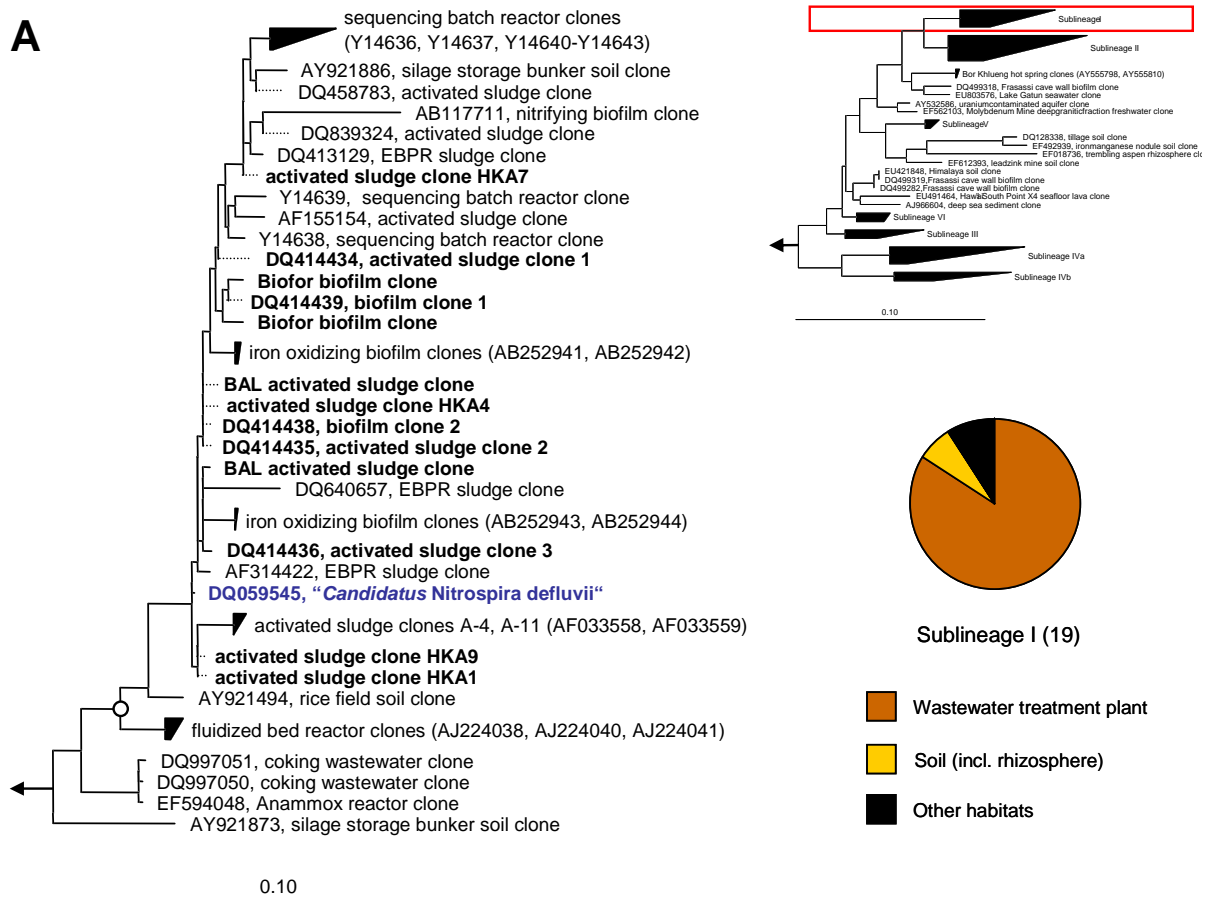 A
sequencing batch reactor clones
(Y14636, Y14637, Y14640-Y14643)
AY921886, silage storage bunker soil clone
DQ458783, activated sludge clone
AB117711, nitrifying biofilm clone
DQ839324, activated sludge clone
DQ413129, EBPR sludge clone
activated sludge clone HKA7
Y14639, sequencing batch reactor clone
AF155154, activated sludge clone
Y14638, sequencing batch reactor clone
DQ414434, activated sludge clone 1
Biofor biofilm clone
DQ414439, biofilm clone 1
Biofor biofilm clone
iron oxidizing biofilm clones (AB252941, AB252942)
BAL activated sludge clone
activated sludge clone HKA4
DQ414438, biofilm clone 2
DQ414435, activated sludge clone 2
BAL activated sludge clone
DQ640657, EBPR sludge clone
iron oxidizing biofilm clones (AB252943, AB252944)
DQ414436, activated sludge clone 3
AF314422, EBPR sludge clone
DQ059545, “Candidatus Nitrospira defluvii“
activated sludge clones A-4, A-11 (AF033558, AF033559)
activated sludge clone HKA9
activated sludge clone HKA1
AY921494, rice field soil clone
fluidized bed reactor clones (AJ224038, AJ224040, AJ224041)
DQ997051, coking wastewater clone
DQ997050, coking wastewater clone
EF594048, Anammox reactor clone
AY921873, silage storage bunker soil clone
0.10
Sublineage I
Sublineage II
Bor Khlueng hot spring clones (AY555798, AY555810)
DQ499318, Frasassi cave wall biofilm clone
EU803576, Lake Gatun seawater clone
AY532586, uraniumcontaminated aquifer clone
EF562103, Molybdenum Mine deepgraniticfraction freshwater clone
Sublineage V
DQ128338, tillage soil clone
EF492939, ironmanganese nodule soil clone
EF018736, trembling aspen rhizosphere cl
EF612393, leadzink mine soil clone
EU421848, Himalaya soil clone
DQ499319, Frasassi cave wall biofilm clone
DQ499282,Frasassi cave wall biofilm clone
EU491464, South Point X4 seafloor lava clone
AJ966604, deep sea sediment clone
Sublineage VI
Sublineage III
Sublineage IVa
Sublineage IVb
0.10
Sublineage I (19)
Wastewater treatment plant
Soil (incl. rhizosphere)
Other habitats